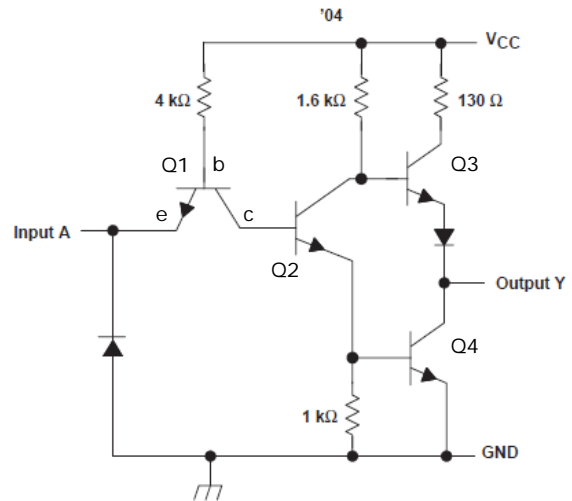 '04
VCC
4 kΩ
1.6 kΩ
130 Ω
Q1
b
Q3
e
c
Input A
Q2
Output Y
Q4
1 kΩ
GND